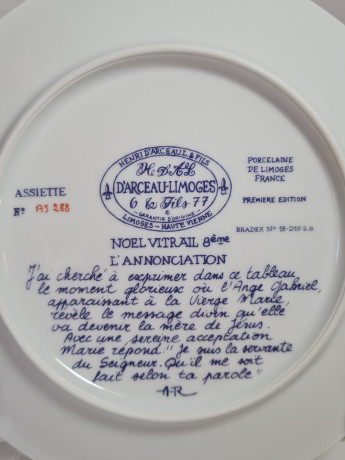 HENRI D'ARCEAU & FILS
H. D'A & L
D'ARCEAU-LIMOGES
6 & Fils 77
GARANTIE D'ORIGINE
LIMOGES - HAUTE VIENNE
ASSIETTE
No A5 288
PORCELAINE
DE LIMOGES
FRANCE
PREMIÈRE EDITION
BRADEX No 18-D15-2.8
NOEL VITRAIL 8ème
L'ANNONCIATION
J'ai cherché à exprimer dans ce tableau,
le moment glorieux où l'Ange Gabriel,
apparaissant à la Vierge Marie,
révèle le message divin qu'elle
va devenir la mère de Jésus.
Avec une sereine acceptation
Marie répond: "je suis la servante
du Seigneur. Qu'il me soit
fait selon ta parole"
A.R